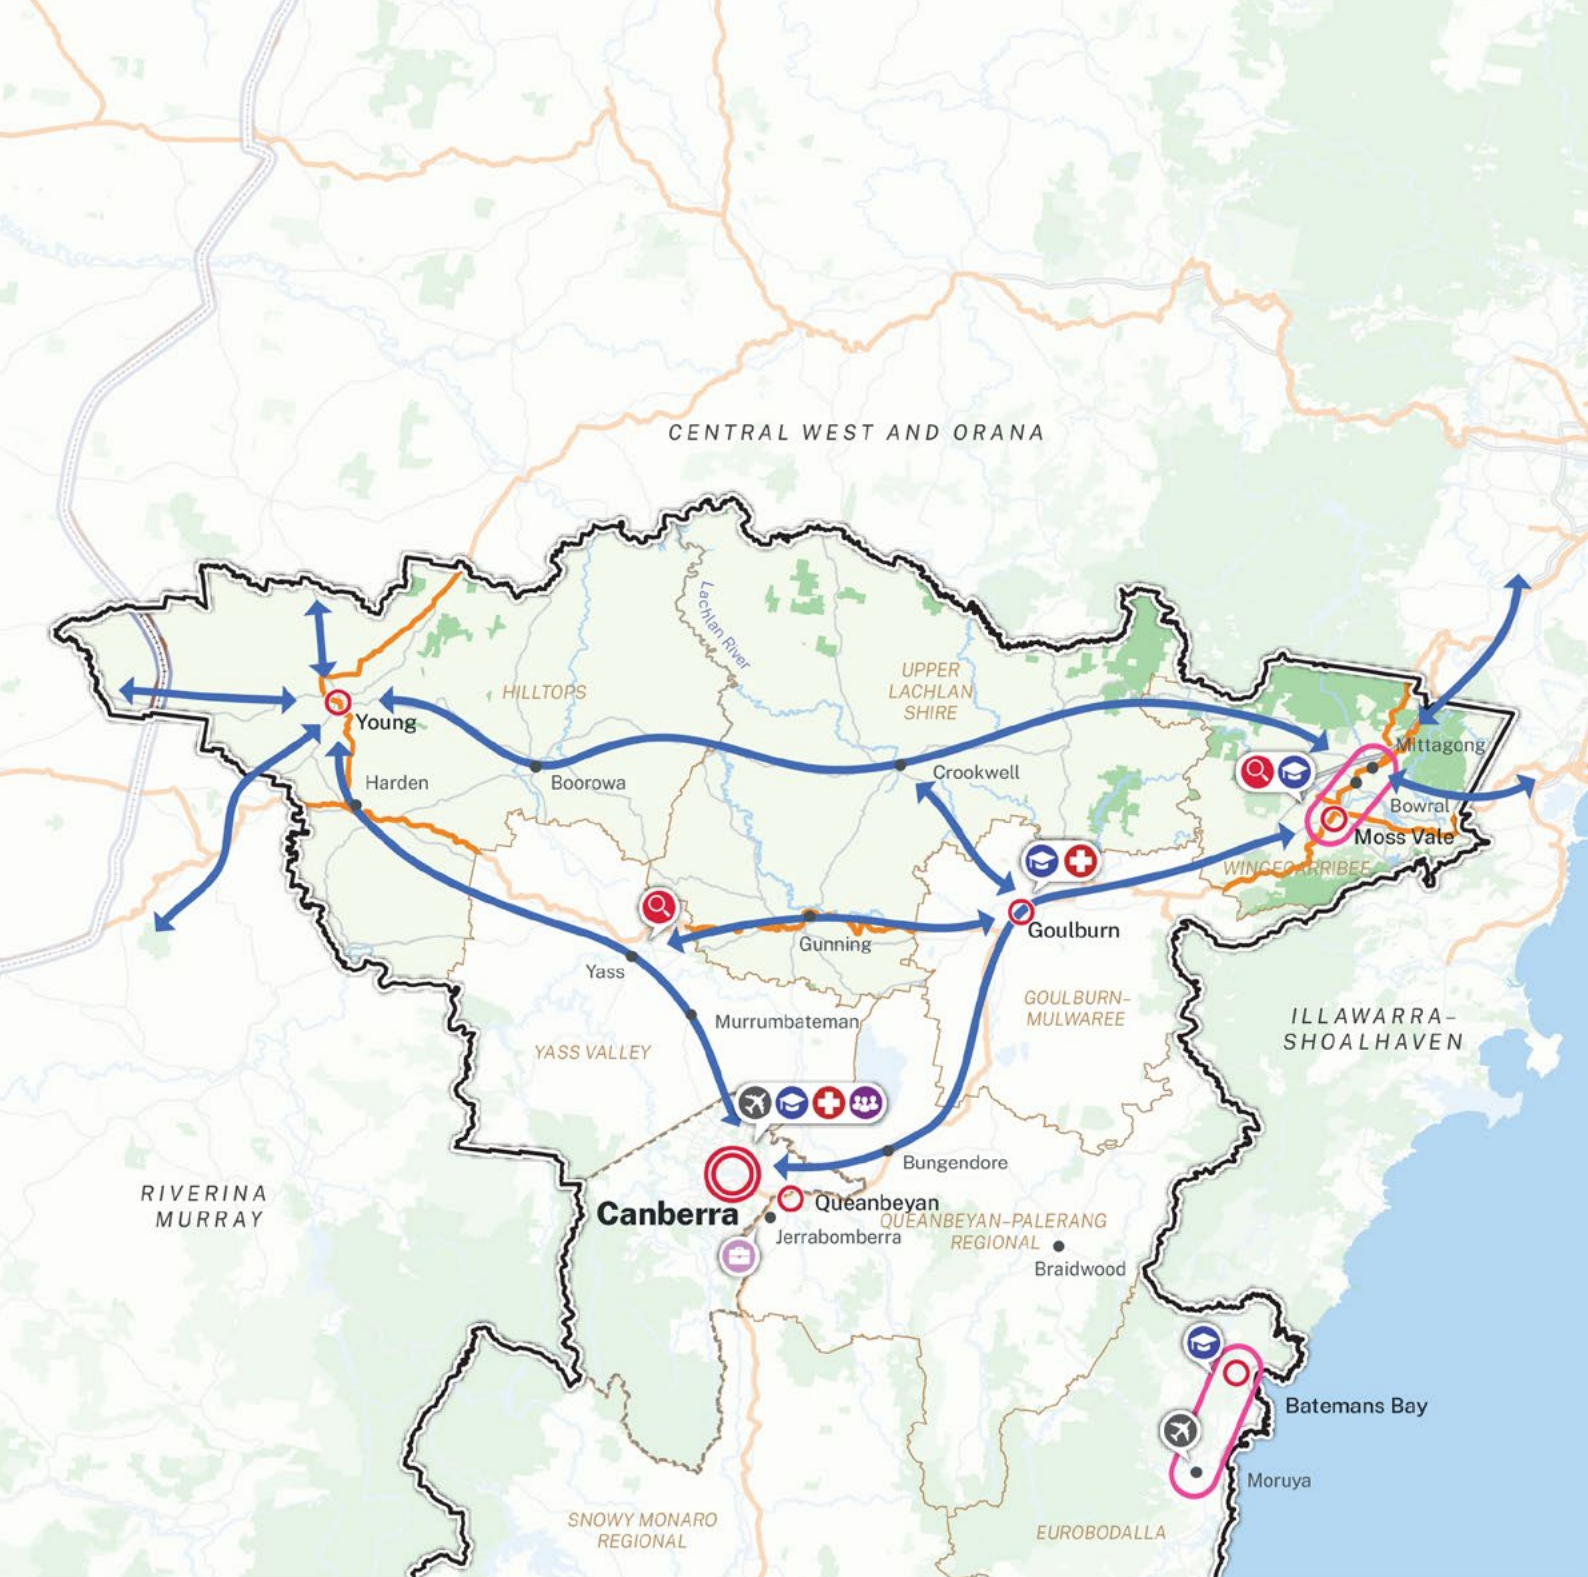 CENTRAL WEST AND ORANA
Lachlan River
UPPER
LACHLAN
SHIRE
HILLTOPS
Young
Mittagong
Harden
Boorowa
Crookwell
Bowral
Moss Vale
WINGECARRIBEE
Goulburn
Gunning
Yass
GOULBURN-
MULWAREE
ILLAWARRA-
SHOALHAVEN
Murrumbateman
YASS VALLEY
Bungendore
RIVERINA
MURRAY
Canberra
Queanbeyan
QUEANBEYAN-PALERANG
REGIONAL
Jerrabomberra
Braidwood
Batemans Bay
Moruya
SNOWY MONARO
REGIONAL
EUROBODALLA